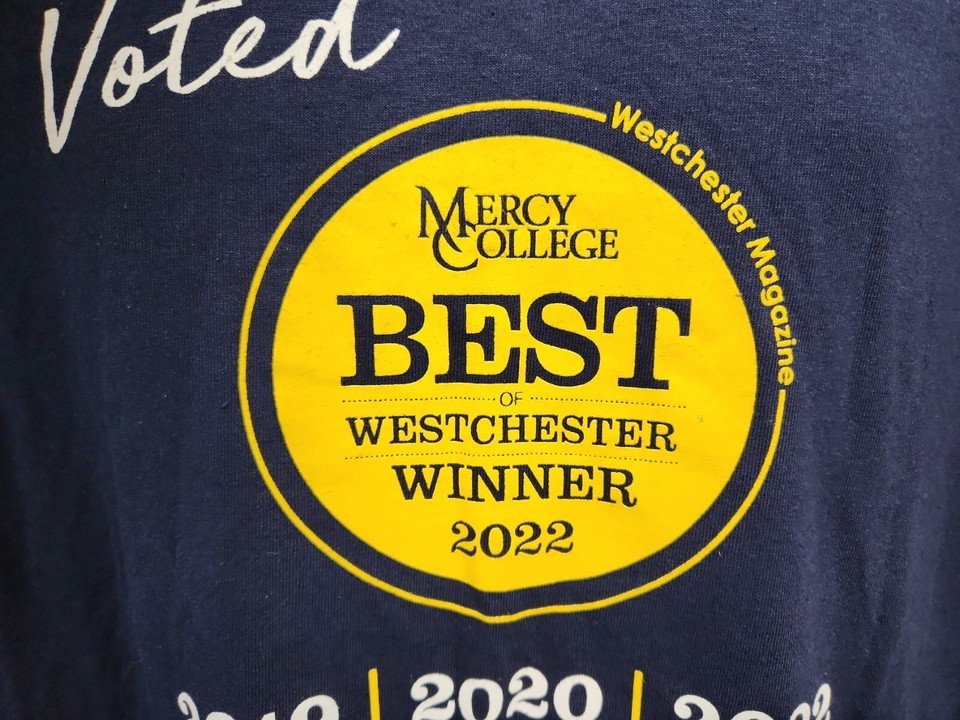 Voted
Westchester Magazine
MERCY
COLLEGE
BEST
OF
WESTCHESTER
WINNER
2022
2020